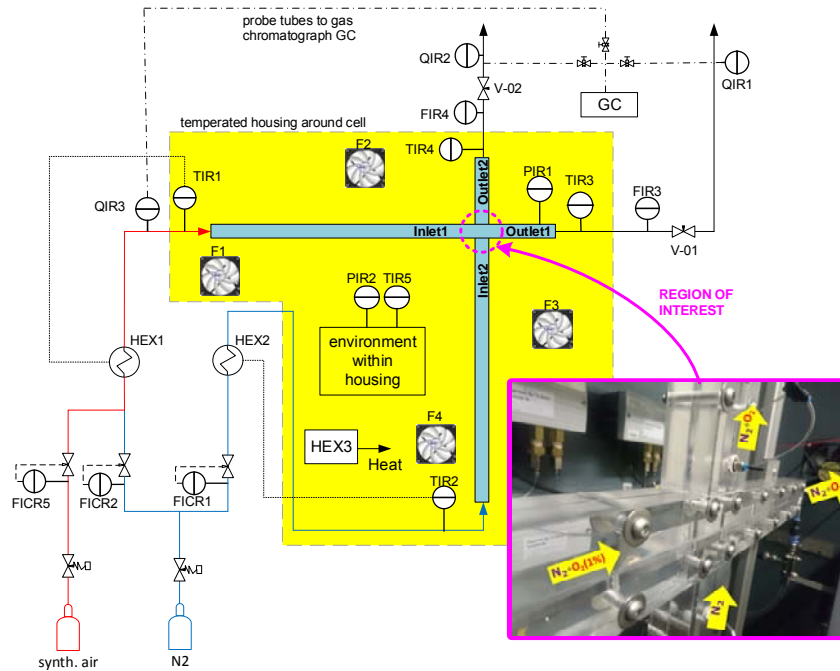 probe tubes to gas
chromatograph GC
QIR2
V-02
QIR1
GC
FIR4
temperated housing around cell
F2
TIR4
Outlet2
PIR1
TIR3
FIR3
TIR1
QIR3
Inlet1
Outlet1
V-01
F1
Inlet2
PIR2
TIR5
F3
REGION OF
INTEREST
HEX1
HEX2
environment
within
housing
F4
HEX3
Heat
TIR2
FICR5
FICR2
FICR1
N₂+O₂
N₂+O
N₂+O₂(1%)
N₂
synth. air
N2